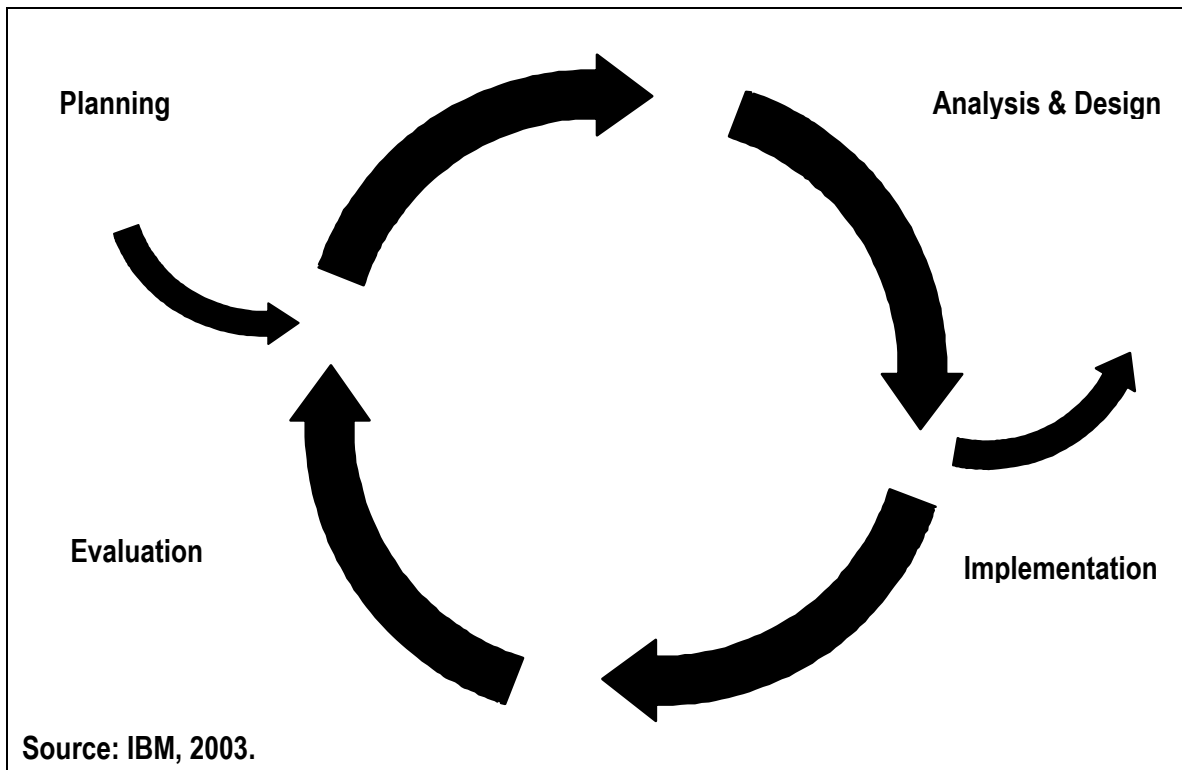 Planning
Analysis & Design
Evaluation
Implementation
Source: IBM, 2003.